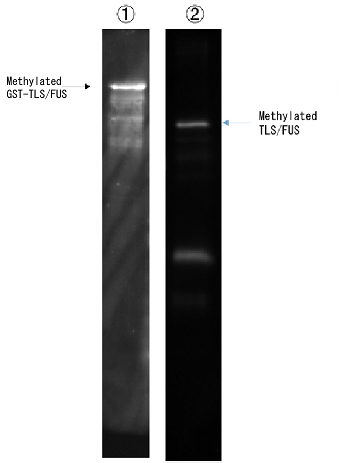 ① ②
Methylated
GST-TLS/FUS
Methylated
TLS/FUS